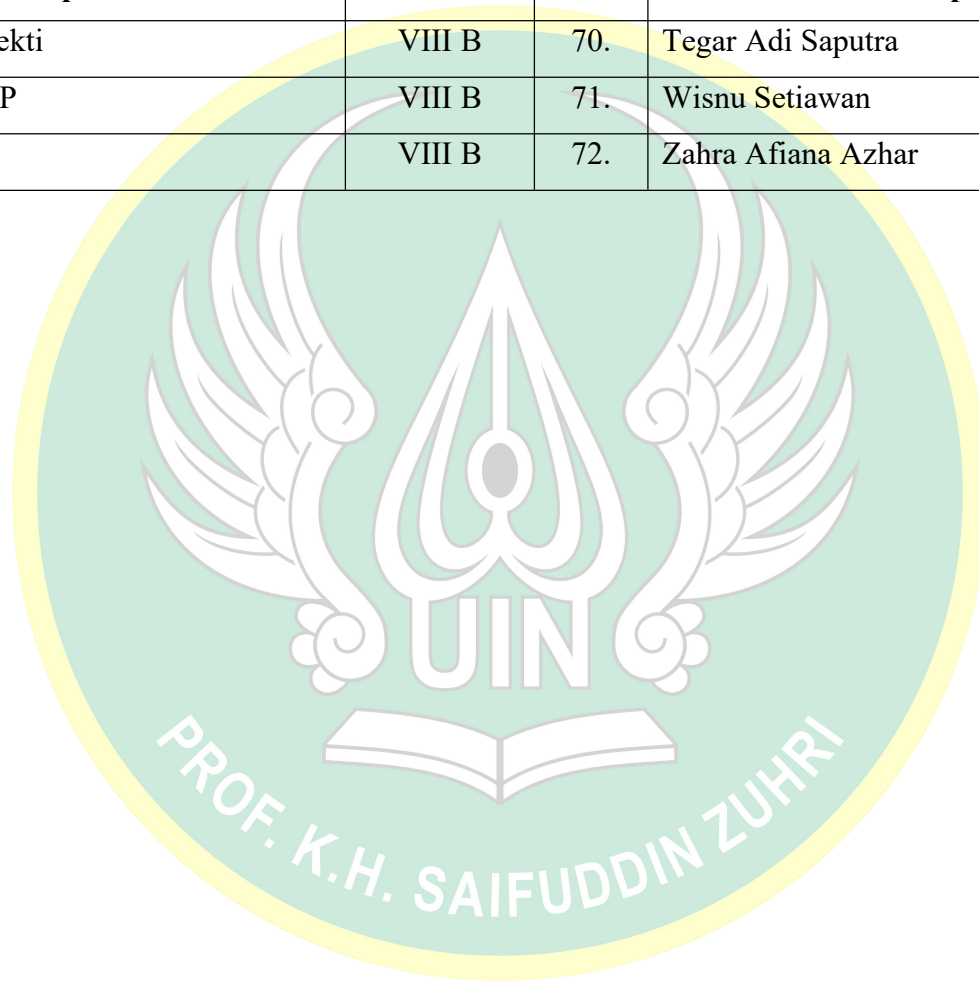 ekti VIII B 70. Tegar Adi Saputra
P VIII B 71. Wisnu Setiawan
VIII B 72. Zahra Afiana Azhar
UIN
PROF. K.H. SAIFUDDIN ZUHRI